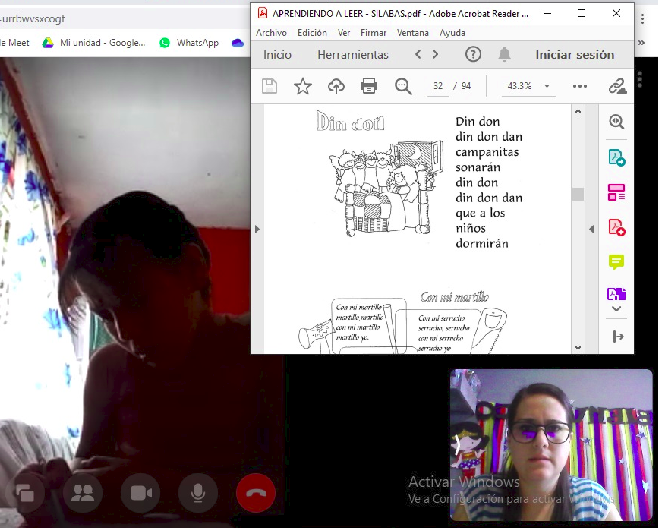 -urrbwvsxcogt
le Meet
Mi unidad - Google...
WhatsApp
»
APRENDIENDO A LEER - SILABAS.pdf - Adobe Acrobat Reader ...
Archivo Edición Ver Firmar Ventana Ayuda
Inicio Herramientas Iniciar sesión
32 / 94 43.3%
Din don
Din don
din don dan
campanitas
sonarán
din don
din don dan
que a los
niños
dormirán
Con mi martillo
Con mi martillo
martillo, martillo
con mi martillo
martillo yo.
Con mi serrucho
serrucho, serrucho
con mi serrucho
serrucho yo
Activar Windows
Ve a Configuración para activar Windows.